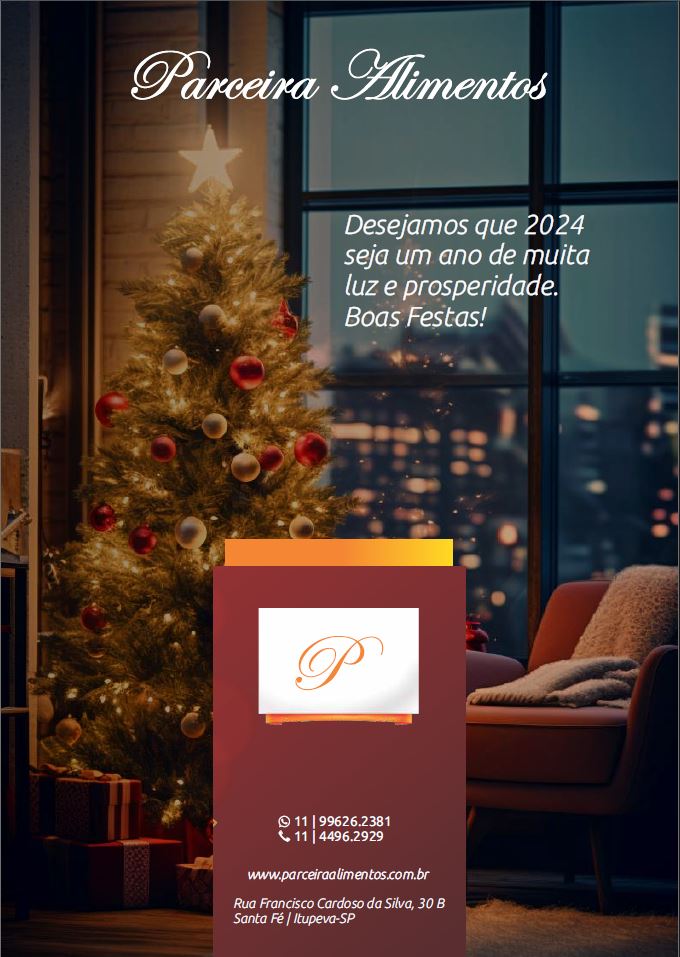 Parceira Alimentos
Desejamos que 2024
seja um ano de muita
luz e prosperidade.
Boas Festas!
P
11 | 99626.2381
11 | 4496.2929
www.parceiraalimentos.com.br
Rua Francisco Cardoso da Silva, 30 B
Santa Fé | Itupeva-SP